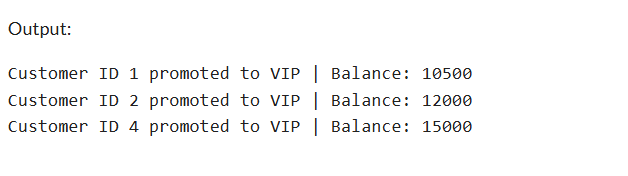 Output:
Customer ID 1 promoted to VIP | Balance: 10500
Customer ID 2 promoted to VIP | Balance: 12000
Customer ID 4 promoted to VIP | Balance: 15000